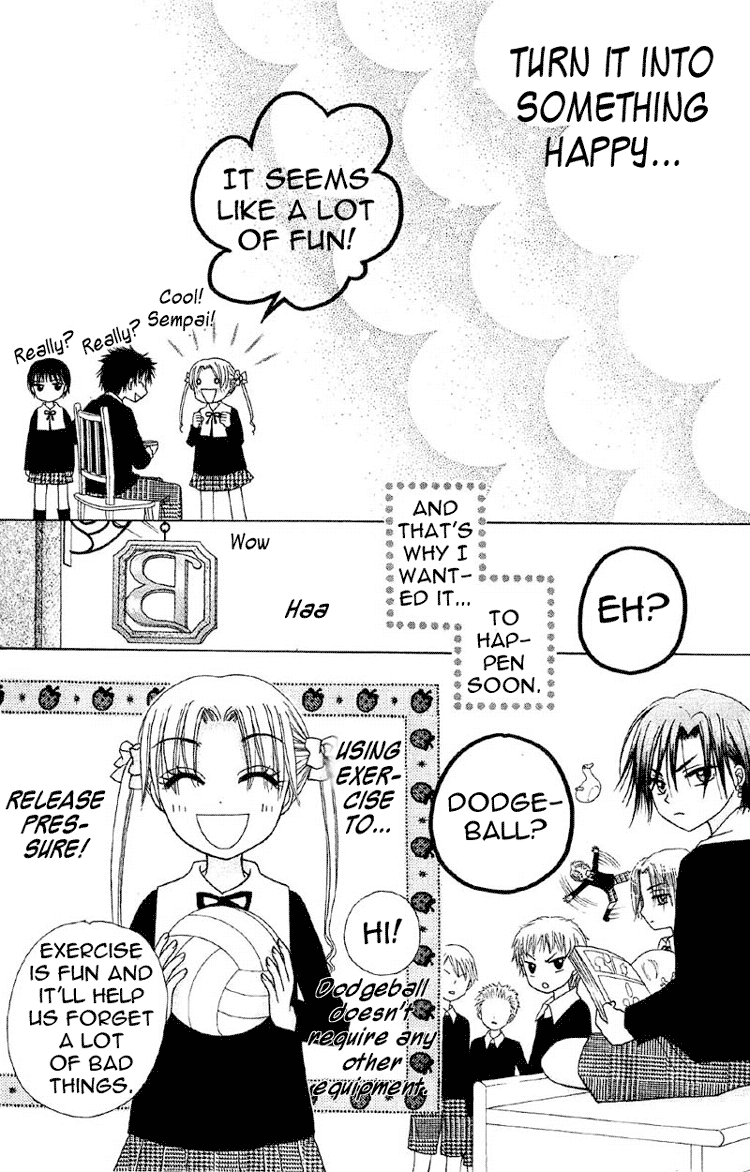 TURN IT INTO
SOMETHING
HAPPY...
IT SEEMS
LIKE A LOT
OF FUN!
Cool!
Sempai!
Really?
Really?
AND
THAT'S
WHY I
WANT-
ED IT...
TO
HAP-
PEN
SOON.
Wow
Haa
B
EH?
DODGE-
BALL?
USING
EXER-
CISE
TO...
RELEASE
PRES-
SURE!
HI!
EXERCISE
IS FUN AND
IT'LL HELP
US FORGET
A LOT
OF BAD
THINGS.
Dodgeball
doesn't
require any
other
equipment.